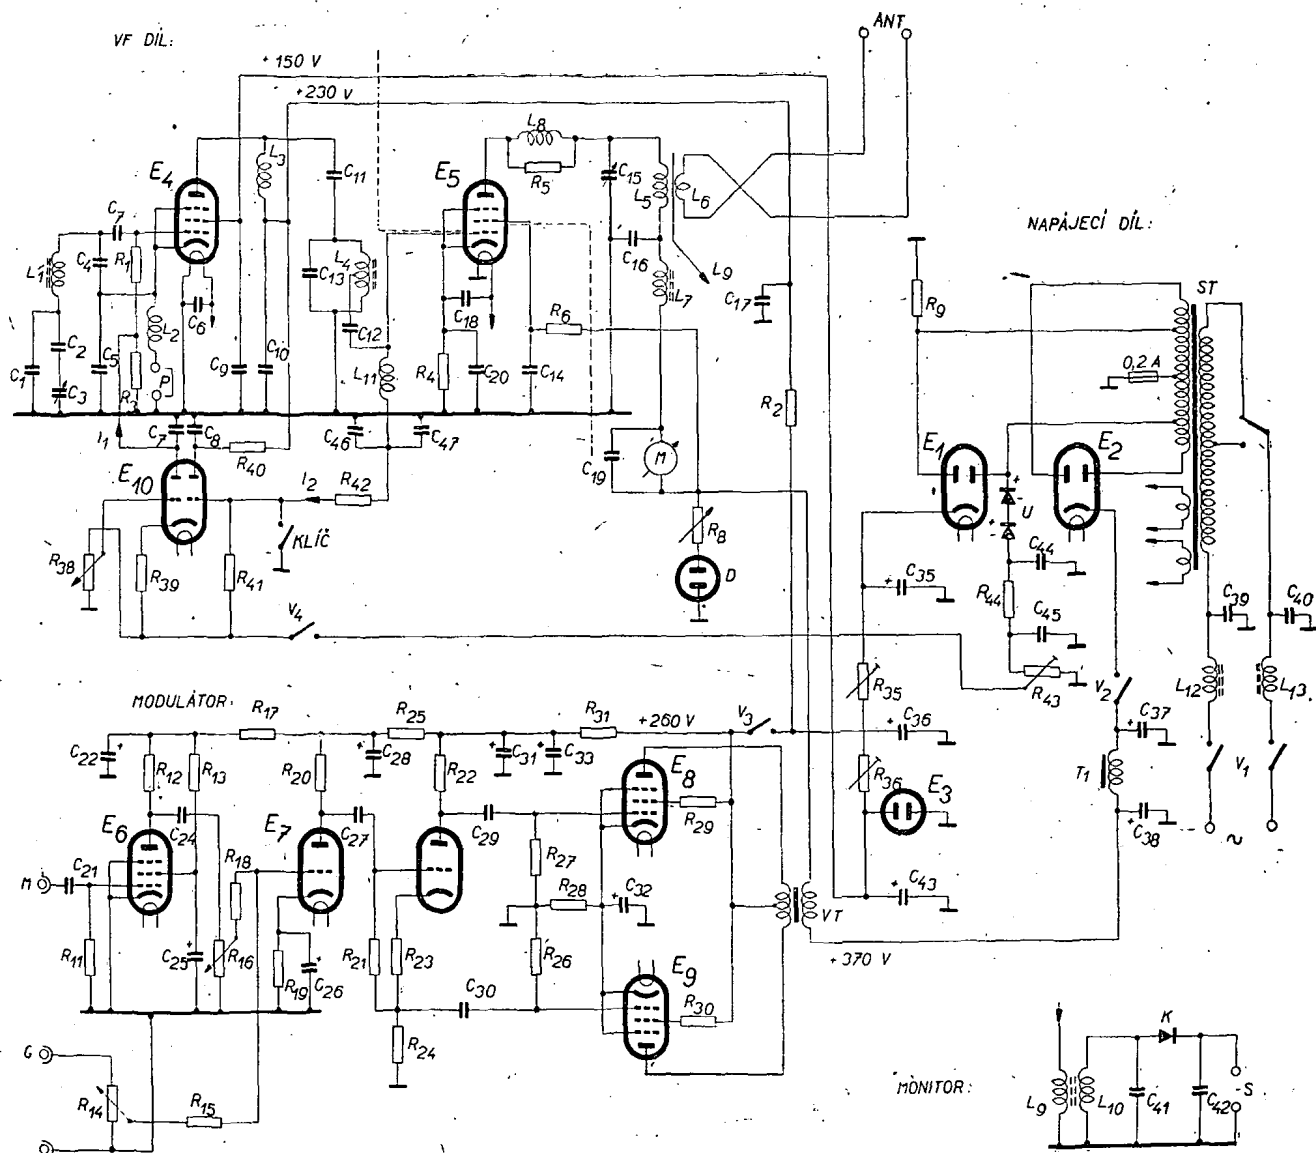 VF DÍL:
ANT
+150 V
+230 V
L8
L3
E4
C11
E5
R5
C15
L5
L6
C7
C4
R1
L1
L4
C13
C16
L9
NAPÁJECÍ DÍL:
ST
L2
C6
C2
C12
C18
R6
L7
C17
R9
C1
C3
C5
R3
P
C9
C10
L11
R4
C20
C14
R2
0,2 A
I1
C7
C8
R40
C46
C47
C19
M
E1
E2
E10
I2
R42
KLÍČ
R8
U
R38
R39
R41
D
C35
C44
R44
C45
C39
C40
V4
R35
R43
V2
L12
L13
MODULÁTOR:
R17
R25
R31
+260 V
V3
C36
C37
C22
R12
R13
R20
C28
R22
C31
C33
E8
R36
E3
T1
V1
E6
C24
E7
C27
C29
R29
C38
~
M
C21
R18
R27
R28
C32
C43
VT
R11
C25
R16
R19
C26
R21
R23
R26
E9
+370 V
C30
R30
G
R24
R14
R15
MONITOR:
L9
L10
K
C41
C42
S